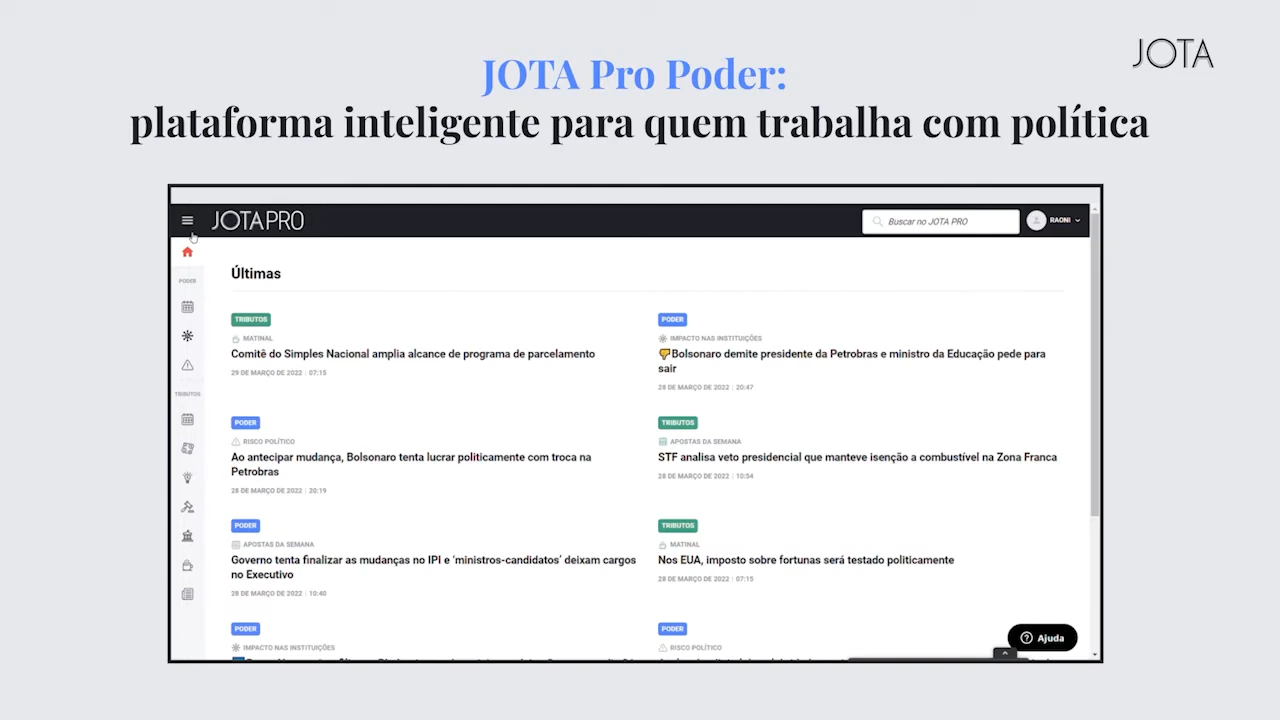 JOTA
JOTA Pro Poder:
plataforma inteligente para quem trabalha com política
JOTAPRO
Buscar no JOTA PRO
RAONI
PODER
TRIBUTOS
Últimas
TRIBUTOS
MATINAL
Comitê do Simples Nacional amplia alcance de programa de parcelamento
29 DE MARÇO DE 2022 | 07:15
PODER
IMPACTO NAS INSTITUIÇÕES
👎Bolsonaro demite presidente da Petrobras e ministro da Educação pede para
sair
28 DE MARÇO DE 2022 | 20:47
PODER
RISCO POLÍTICO
Ao antecipar mudança, Bolsonaro tenta lucrar politicamente com troca na
Petrobras
28 DE MARÇO DE 2022 | 20:19
TRIBUTOS
APOSTAS DA SEMANA
STF analisa veto presidencial que manteve isenção a combustível na Zona Franca
28 DE MARÇO DE 2022 | 10:54
PODER
APOSTAS DA SEMANA
Governo tenta finalizar as mudanças no IPI e ‘ministros-candidatos’ deixam cargos
no Executivo
28 DE MARÇO DE 2022 | 10:40
TRIBUTOS
MATINAL
Nos EUA, imposto sobre fortunas será testado politicamente
28 DE MARÇO DE 2022 | 07:15
PODER
IMPACTO NAS INSTITUIÇÕES
PODER
RISCO POLÍTICO
Ajuda